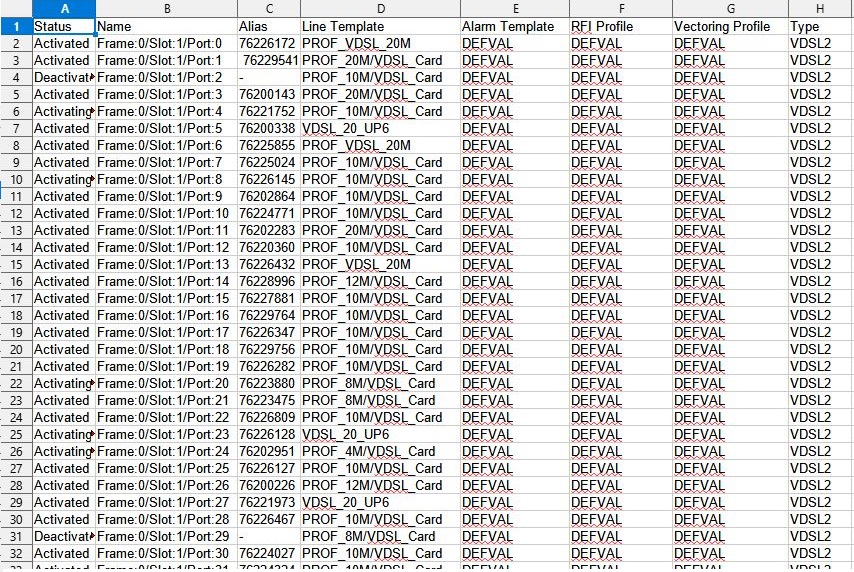 A B C D E F G H
1 Status Name Alias Line Template Alarm Template RFI Profile Vectoring Profile Type
2 Activated Frame:0/Slot:1/Port:0 76226172 PROF_VDSL_20M DEFVAL DEFVAL DEFVAL VDSL2
3 Activated Frame:0/Slot:1/Port:1 76229541 PROF_20M/VDSL_Card DEFVAL DEFVAL DEFVAL VDSL2
4 Deactivat Frame:0/Slot:1/Port:2 - PROF_10M/VDSL_Card DEFVAL DEFVAL DEFVAL VDSL2
5 Activated Frame:0/Slot:1/Port:3 76200143 PROF_20M/VDSL_Card DEFVAL DEFVAL DEFVAL VDSL2
6 Activating Frame:0/Slot:1/Port:4 76221752 PROF_10M/VDSL_Card DEFVAL DEFVAL DEFVAL VDSL2
7 Activated Frame:0/Slot:1/Port:5 76200338 VDSL_20_UP6 DEFVAL DEFVAL DEFVAL VDSL2
8 Activated Frame:0/Slot:1/Port:6 76225855 PROF_VDSL_20M DEFVAL DEFVAL DEFVAL VDSL2
9 Activated Frame:0/Slot:1/Port:7 76225024 PROF_10M/VDSL_Card DEFVAL DEFVAL DEFVAL VDSL2
10 Activating Frame:0/Slot:1/Port:8 76226145 PROF_10M/VDSL_Card DEFVAL DEFVAL DEFVAL VDSL2
11 Activated Frame:0/Slot:1/Port:9 76202864 PROF_10M/VDSL_Card DEFVAL DEFVAL DEFVAL VDSL2
12 Activated Frame:0/Slot:1/Port:10 76224771 PROF_10M/VDSL_Card DEFVAL DEFVAL DEFVAL VDSL2
13 Activated Frame:0/Slot:1/Port:11 76202283 PROF_20M/VDSL_Card DEFVAL DEFVAL DEFVAL VDSL2
14 Activated Frame:0/Slot:1/Port:12 76220360 PROF_10M/VDSL_Card DEFVAL DEFVAL DEFVAL VDSL2
15 Activated Frame:0/Slot:1/Port:13 76226432 PROF_VDSL_20M DEFVAL DEFVAL DEFVAL VDSL2
16 Activated Frame:0/Slot:1/Port:14 76228996 PROF_12M/VDSL_Card DEFVAL DEFVAL DEFVAL VDSL2
17 Activated Frame:0/Slot:1/Port:15 76227881 PROF_10M/VDSL_Card DEFVAL DEFVAL DEFVAL VDSL2
18 Activated Frame:0/Slot:1/Port:16 76229764 PROF_10M/VDSL_Card DEFVAL DEFVAL DEFVAL VDSL2
19 Activated Frame:0/Slot:1/Port:17 76226347 PROF_10M/VDSL_Card DEFVAL DEFVAL DEFVAL VDSL2
20 Activated Frame:0/Slot:1/Port:18 76229756 PROF_10M/VDSL_Card DEFVAL DEFVAL DEFVAL VDSL2
21 Activated Frame:0/Slot:1/Port:19 76226282 PROF_10M/VDSL_Card DEFVAL DEFVAL DEFVAL VDSL2
22 Activating Frame:0/Slot:1/Port:20 76223880 PROF_8M/VDSL_Card DEFVAL DEFVAL DEFVAL VDSL2
23 Activated Frame:0/Slot:1/Port:21 76223475 PROF_8M/VDSL_Card DEFVAL DEFVAL DEFVAL VDSL2
24 Activated Frame:0/Slot:1/Port:22 76226809 PROF_10M/VDSL_Card DEFVAL DEFVAL DEFVAL VDSL2
25 Activating Frame:0/Slot:1/Port:23 76226128 VDSL_20_UP6 DEFVAL DEFVAL DEFVAL VDSL2
26 Activating Frame:0/Slot:1/Port:24 76202951 PROF_4M/VDSL_Card DEFVAL DEFVAL DEFVAL VDSL2
27 Activated Frame:0/Slot:1/Port:25 76226127 PROF_10M/VDSL_Card DEFVAL DEFVAL DEFVAL VDSL2
28 Activated Frame:0/Slot:1/Port:26 76200226 PROF_12M/VDSL_Card DEFVAL DEFVAL DEFVAL VDSL2
29 Activated Frame:0/Slot:1/Port:27 76221973 VDSL_20_UP6 DEFVAL DEFVAL DEFVAL VDSL2
30 Activated Frame:0/Slot:1/Port:28 76226467 PROF_10M/VDSL_Card DEFVAL DEFVAL DEFVAL VDSL2
31 Deactivat Frame:0/Slot:1/Port:29 - PROF_8M/VDSL_Card DEFVAL DEFVAL DEFVAL VDSL2
32 Activated Frame:0/Slot:1/Port:30 76224027 PROF_10M/VDSL_Card DEFVAL DEFVAL DEFVAL VDSL2